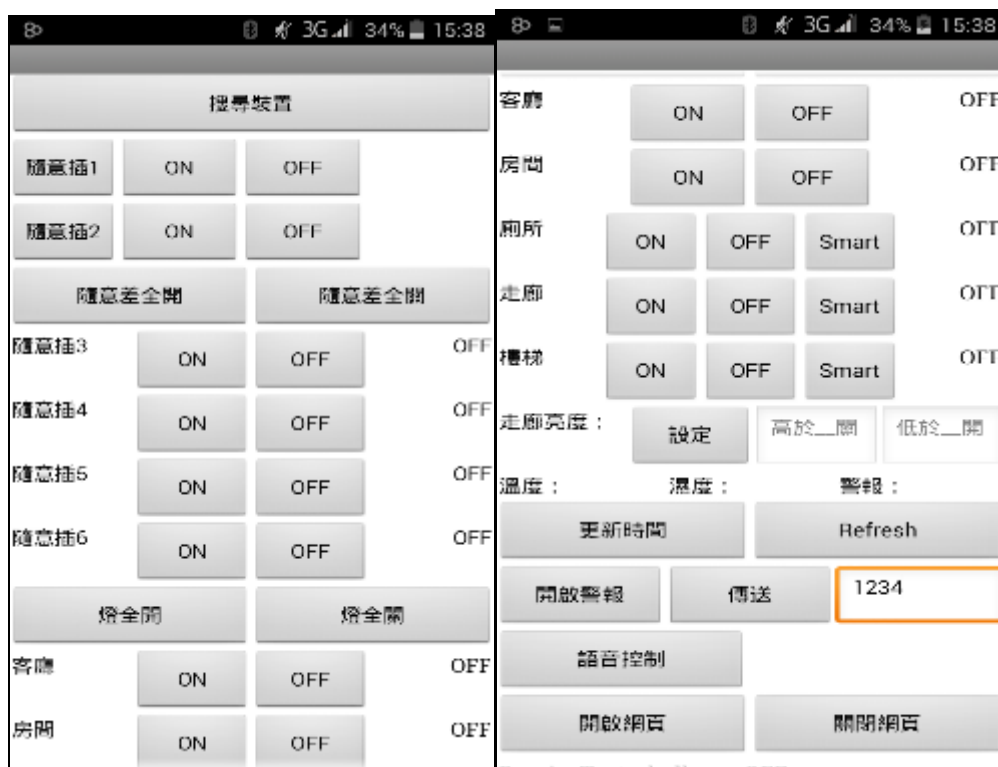 3G 34% 15:38
搜尋裝置
隨意插1 ON OFF
隨意插2 ON OFF
隨意差全開 隨意差全關
隨意插3 ON OFF OFF
隨意插4 ON OFF OFF
隨意插5 ON OFF OFF
隨意插6 ON OFF OFF
燈全開 燈全關
客廳 ON OFF OFF
房間 ON OFF OFF
3G 34% 15:38
客廳 ON OFF OFF
房間 ON OFF OFF
廁所 ON OFF Smart OFF
走廊 ON OFF Smart OFF
樓梯 ON OFF Smart OFF
走廊亮度： 設定 高於__關 低於__開
溫度： 濕度： 警報：
更新時間 Refresh
開啟警報 傳送 1234
語音控制
開啟網頁 關閉網頁